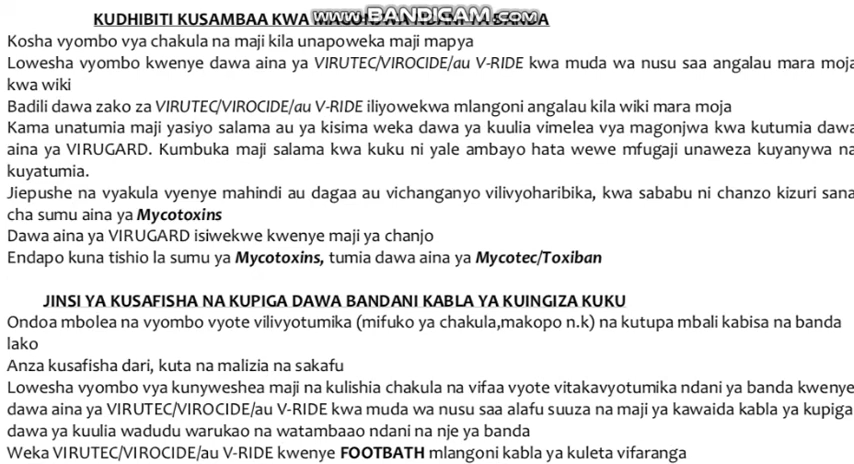 KUDHIBITI KUSAMBAA KWA NDANI YA BANDA
www.BANDICAM.com
Kosha vyombo vya chakula na maji kila unapoweka maji mapya
Lowesha vyombo kwenye dawa aina ya VIRUTEC/VIROCIDE/au V-RIDE kwa muda wa nusu saa angalau mara moja
kwa wiki
Badili dawa zako za VIRUTEC/VIROCIDE/au V-RIDE iliyowekwa mlangoni angalau kila wiki mara moja
Kama unatumia maji yasiyo salama au ya kisima weka dawa ya kuulia vimelea vya magonjwa kwa kutumia dawa
aina ya VIRUGARD. Kumbuka maji salama kwa kuku ni yale ambayo hata wewe mfugaji unaweza kuyanywa na
kuyatumia.
Jiepushe na vyakula vyenye mahindi au dagaa au vichanganyo vilivyoharibika, kwa sababu ni chanzo kizuri sana
cha sumu aina ya Mycotoxins
Dawa aina ya VIRUGARD isiwekwe kwenye maji ya chanjo
Endapo kuna tishio la sumu ya Mycotoxins, tumia dawa aina ya Mycotec/Toxiban
JINSI YA KUSAFISHA NA KUPIGA DAWA BANDANI KABLA YA KUINGIZA KUKU
Ondoa mbolea na vyombo vyote vilivyotumika (mifuko ya chakula,makopo n.k) na kutupa mbali kabisa na banda
lako
Anza kusafisha dari, kuta na malizia na sakafu
Lowesha vyombo vya kunyweshea maji na kulishia chakula na vifaa vyote vitakavyotumika ndani ya banda kwenye
dawa aina ya VIRUTEC/VIROCIDE/au V-RIDE kwa muda wa nusu saa alafu suuza na maji ya kawaida kabla ya kupiga
dawa ya kuulia wadudu warukao na watambaao ndani na nje ya banda
Weka VIRUTEC/VIROCIDE/au V-RIDE kwenye FOOTBATH mlangoni kabla ya kuleta vifaranga